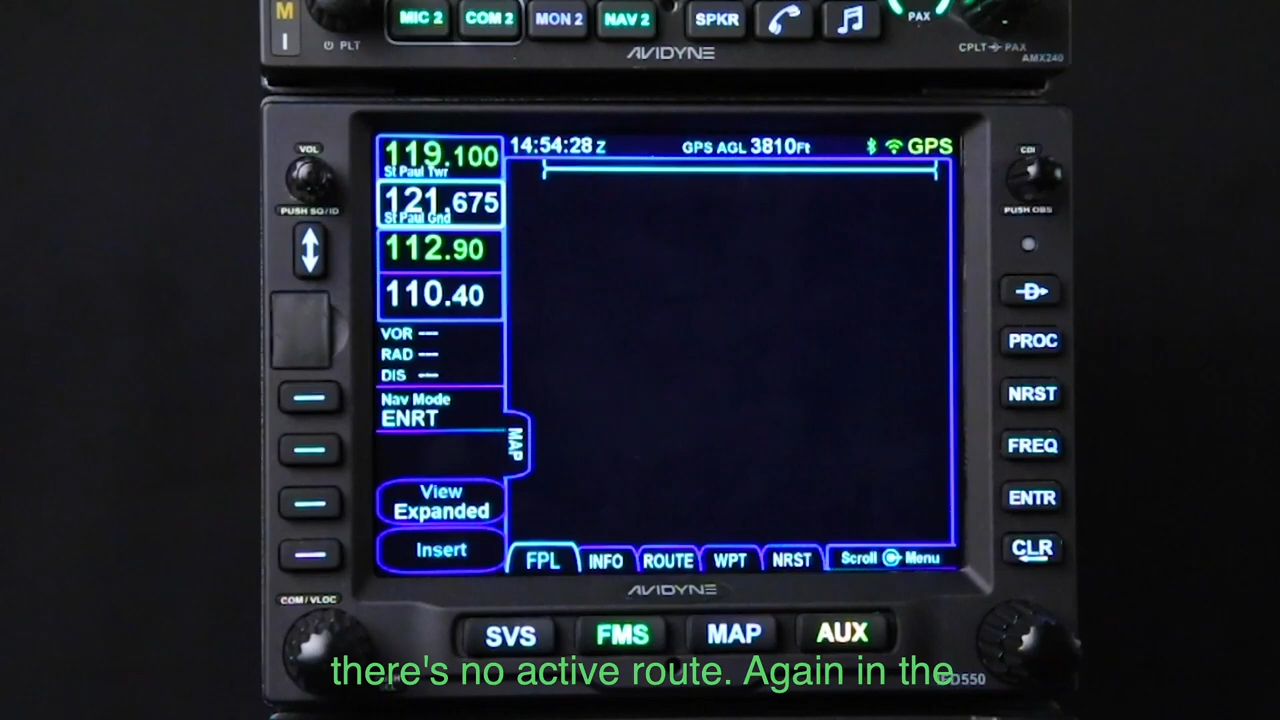 M
I
MIC 2
COM 2
MON 2
NAV 2
SPKR
PAX
PLT
AVIDYNE
CPLT PAX
AMX240
VOL
PUSH SQ/ID
119.100
St Paul Twr
121.675
St Paul Gnd
112.90
110.40
VOR ---
RAD ---
DIS ---
Nav Mode
ENRT
View
Expanded
Insert
14:54:28 Z
GPS AGL 3810Ft
GPS
MAP
FPL
INFO
ROUTE
WPT
NRST
Scroll
Menu
CDI
PUSH OBS
D
PROC
NRST
FREQ
ENTR
CLR
AVIDYNE
COM / VLOC
SVS
FMS
MAP
AUX
there's no active route. Again in the
550